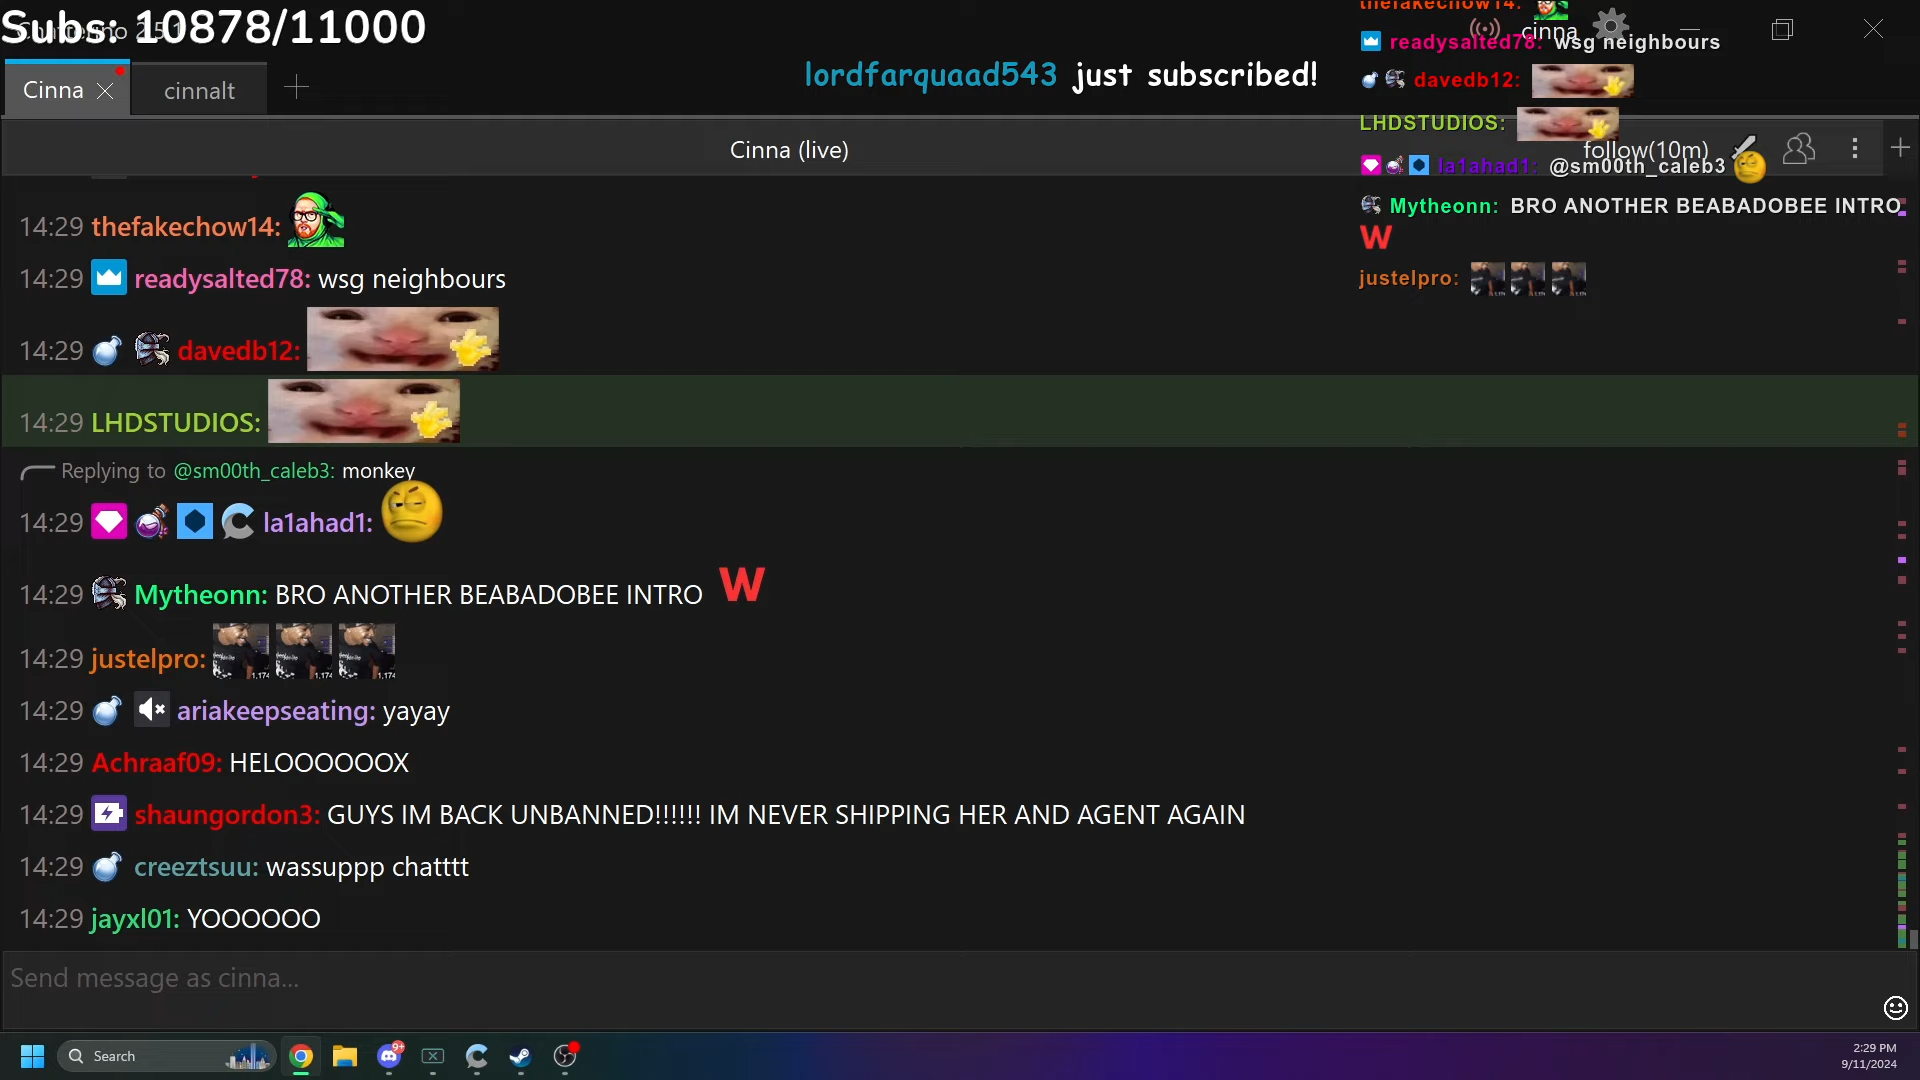 Subs: 10878/11000
cinna
Cinna
cinnalt
lordfarquaad543 just subscribed!
thefakechow14:
readysalted78: wsg neighbours
davedb12:
LHDSTUDIOS:
Cinna (live)
follow(10m)
la1ahad1: @sm00th_caleb3
Mytheonn: BRO ANOTHER BEABADOBEE INTRO
W
justelpro:
14:29 thefakechow14:
14:29 readysalted78: wsg neighbours
14:29 davedb12:
14:29 LHDSTUDIOS:
Replying to @sm00th_caleb3: monkey
14:29 la1ahad1:
14:29 Mytheonn: BRO ANOTHER BEABADOBEE INTRO W
14:29 justelpro:
14:29 ariakeepseating: yayay
14:29 Achraaf09: HELOOOOOOX
14:29 shaungordon3: GUYS IM BACK UNBANNED!!!!!! IM NEVER SHIPPING HER AND AGENT AGAIN
14:29 creeztsuu: wassuppp chatttt
14:29 jayxl01: YOOOOOO
Send message as cinna...
Search
9+
2:29 PM
9/11/2024